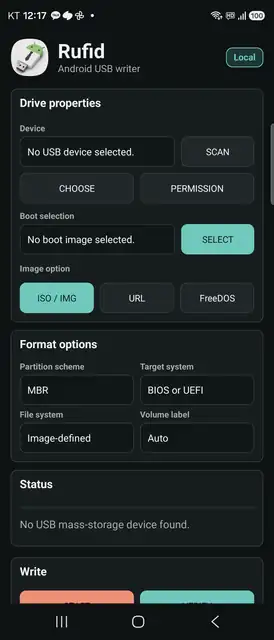 KT 12:17
100
Rufid
Android USB writer
Local
Drive properties
Device
No USB device selected.
SCAN
CHOOSE
PERMISSION
Boot selection
No boot image selected.
SELECT
Image option
ISO / IMG
URL
FreeDOS
Format options
Partition scheme
Target system
MBR
BIOS or UEFI
File system
Volume label
Image-defined
Auto
Status
No USB mass-storage device found.
Write